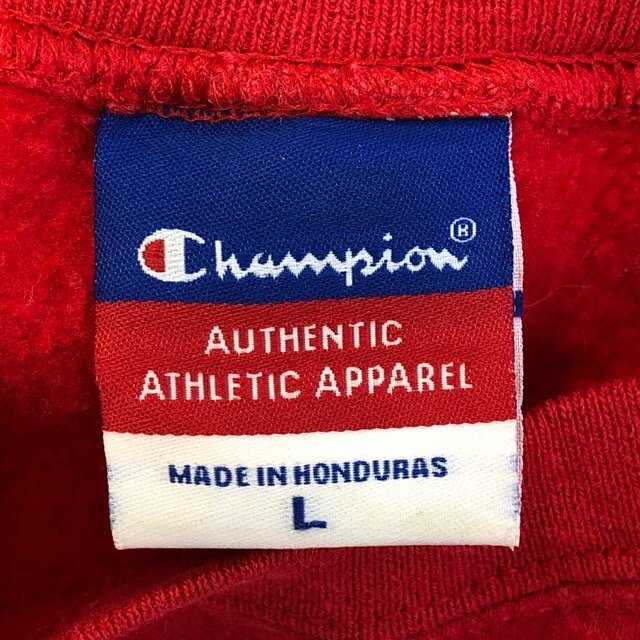 Champion®
AUTHENTIC
ATHLETIC APPAREL
MADE IN HONDURAS
L